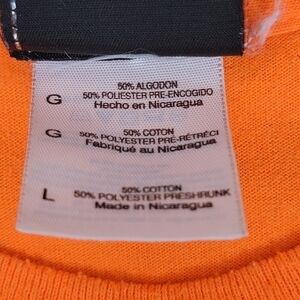 50% ALGODON
G 50% POLIESTER PRE-ENCOGIDO
Hecho en Nicaragua
50% COTON
G 50% POLYESTER PRÉ-RÉTRÉCI
Fabriqué au Nicaragua
50% COTTON
L 50% POLYESTER PRESHRUNK
Made in Nicaragua